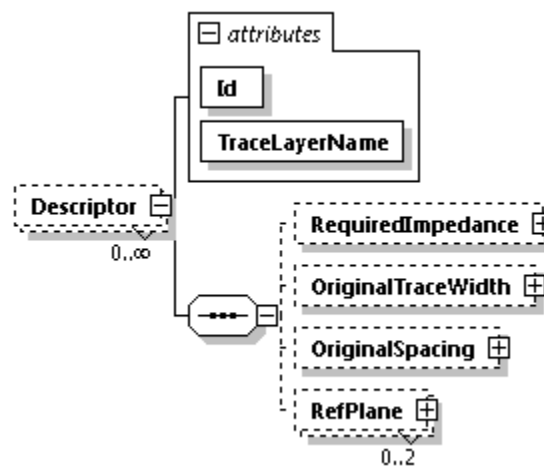 attributes
Id
TraceLayerName
Descriptor
0..∞
RequiredImpedance
OriginalTraceWidth
OriginalSpacing
RefPlane
0..2